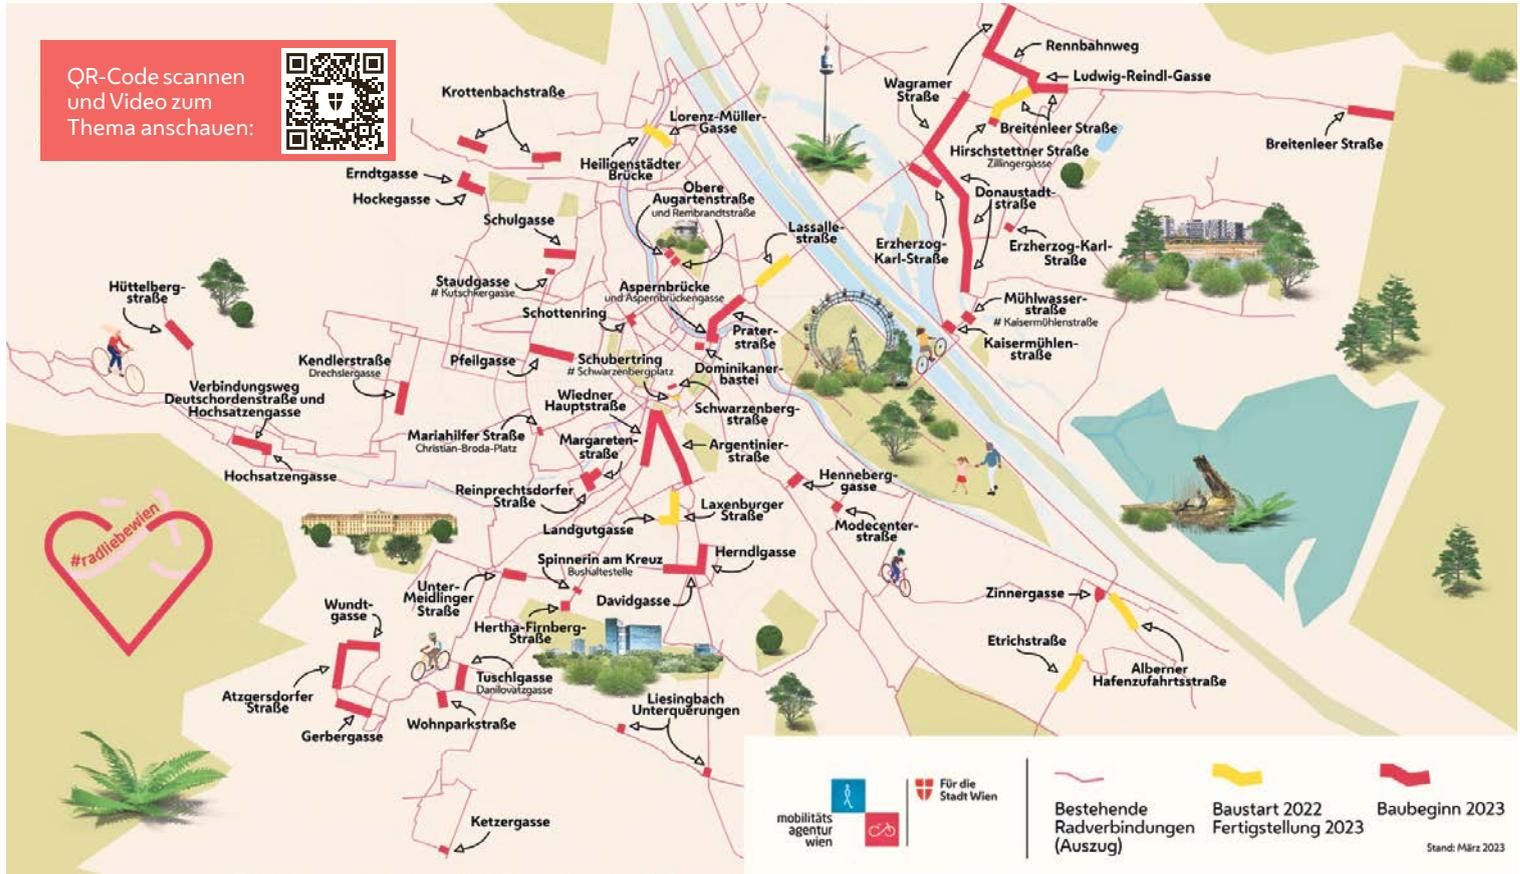 QR-Code scannen
und Video zum
Thema anschauen:
Krottenbachstraße
Lorenz-Müller-
Gasse
Heiligenstädter
Brücke
Erndtgasse
Hockegasse
Schulgasse
Obere
Augartenstraße
und Rembrandtstraße
Lassalle-
straße
Staudgasse
# Kutschkergasse
Aspernbrücke
und Aspernbrückengasse
Schottenring
Prater-
straße
Hüttelberg-
straße
Kendlerstraße
Drechslergasse
Pfeilgasse
Schubertring
# Schwarzenbergplatz
Dominikaner-
bastei
Verbindungsweg
Deutschordenstraße und
Hochsatzengasse
Wiedner
Hauptstraße
Schwarzenberg-
straße
Mariahilfer Straße
Christian-Broda-Platz
Margareten-
straße
Argentinier-
straße
Hochsatzengasse
Reinprechtsdorfer
Straße
Henneberg-
gasse
Landgutgasse
Laxenburger
Straße
Modecenter-
straße
Wagramer
Straße
Rennbahnweg
Ludwig-Reindl-Gasse
Breitenleer Straße
Breitenleer Straße
Hirschstettner Straße
Zillingergasse
Donaustadt-
straße
Erzherzog-
Karl-Straße
Erzherzog-Karl-
Straße
Mühlwasser-
straße
# Kaisermühlenstraße
Kaisermühlen-
straße
#radliebewien
Spinnerin am Kreuz
Bushaltestelle
Herndlgasse
Unter-
Meidlinger
Straße
Davidgasse
Wundt-
gasse
Hertha-Firnberg-
Straße
Zinnergasse
Etrichstraße
Alberner
Hafenzufahrtsstraße
Tuschlgasse
Danilovatzgasse
Atzgersdorfer
Straße
Gerbergasse
Wohnparkstraße
Liesingbach
Unterquerungen
Ketzergasse
mobilitäts
agentur
wien
Für die
Stadt Wien
Bestehende
Radverbindungen
(Auszug)
Baustart 2022
Fertigstellung 2023
Baubeginn 2023
Stand: März 2023